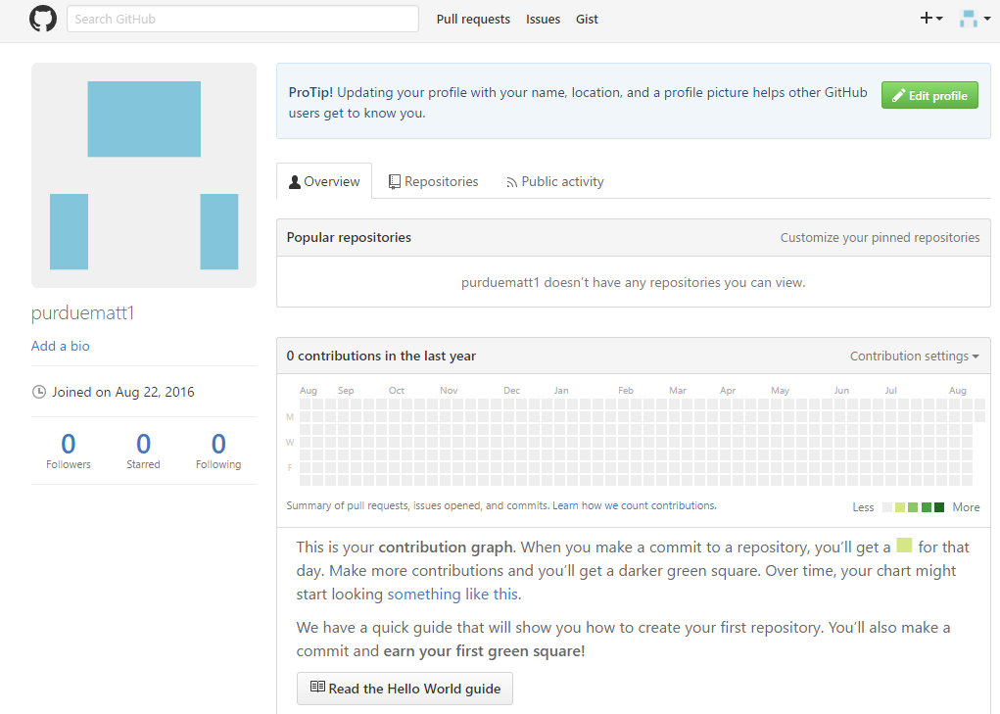 Search GitHub Pull requests Issues Gist
ProTip! Updating your profile with your name, location, and a profile picture helps other GitHub
users get to know you.
Edit profile
Overview Repositories Public activity
Popular repositories Customize your pinned repositories
purduematt1 doesn’t have any repositories you can view.
purduematt1
Add a bio
Joined on Aug 22, 2016
0 0 0
Followers Starred Following
0 contributions in the last year Contribution settings
Aug Sep Oct Nov Dec Jan Feb Mar Apr May Jun Jul Aug
M
W
F
Summary of pull requests, issues opened, and commits. Learn how we count contributions. Less More
This is your contribution graph. When you make a commit to a repository, you’ll get a for that
day. Make more contributions and you’ll get a darker green square. Over time, your chart might
start looking something like this.
We have a quick guide that will show you how to create your first repository. You’ll also make a
commit and earn your first green square!
Read the Hello World guide